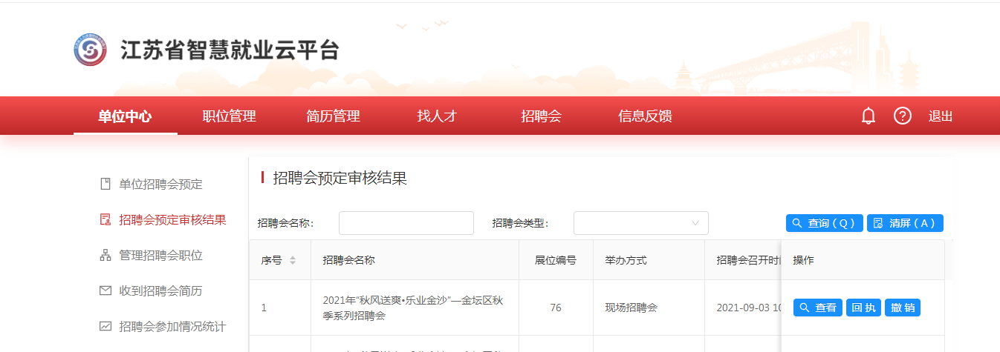 江苏省智慧就业云平台
单位中心 职位管理 简历管理 找人才 招聘会 信息反馈 退出
单位招聘会预定
招聘会预定审核结果
管理招聘会职位
收到招聘会简历
招聘会参加情况统计
招聘会预定审核结果
招聘会名称: 招聘会类型: 查询(Q) 清屏(A)
序号 招聘会名称 展位编号 举办方式 招聘会召开时 操作
1 2021年“秋风送爽•乐业金沙”—金坛区秋 76 现场招聘会 2021-09-03 10 查看 回执 撤销
季系列招聘会